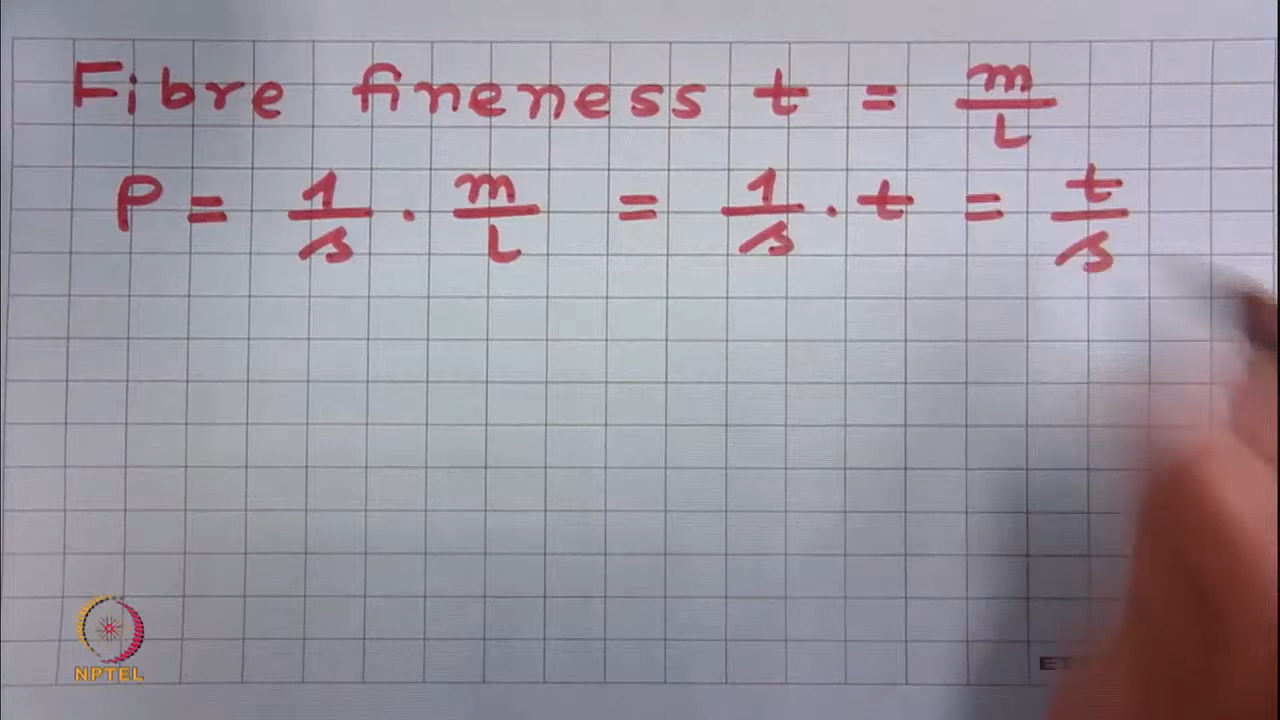 Fibre fineness t = m/l
ρ = 1/s . m/l = 1/s . t = t/s
NPTEL